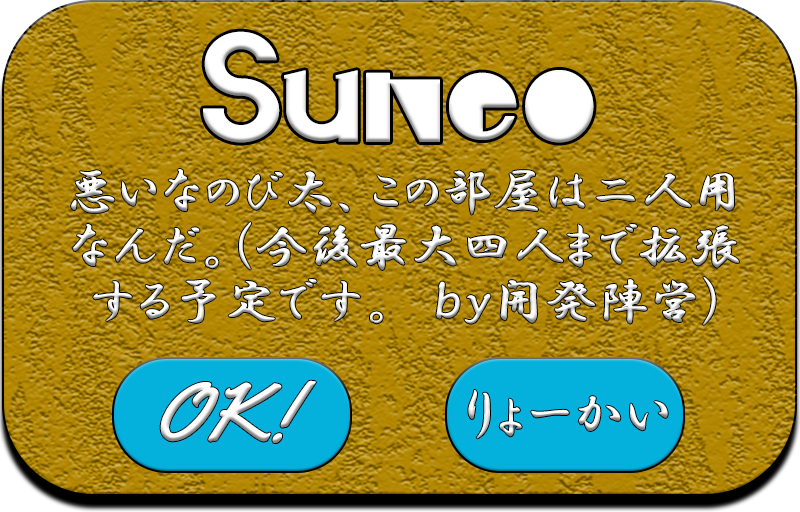 Suneo
悪いなのび太、この部屋は二人用
なんだ。(今後最大四人まで拡張
する予定です。 by開発陣営)
OK!
りょーかい